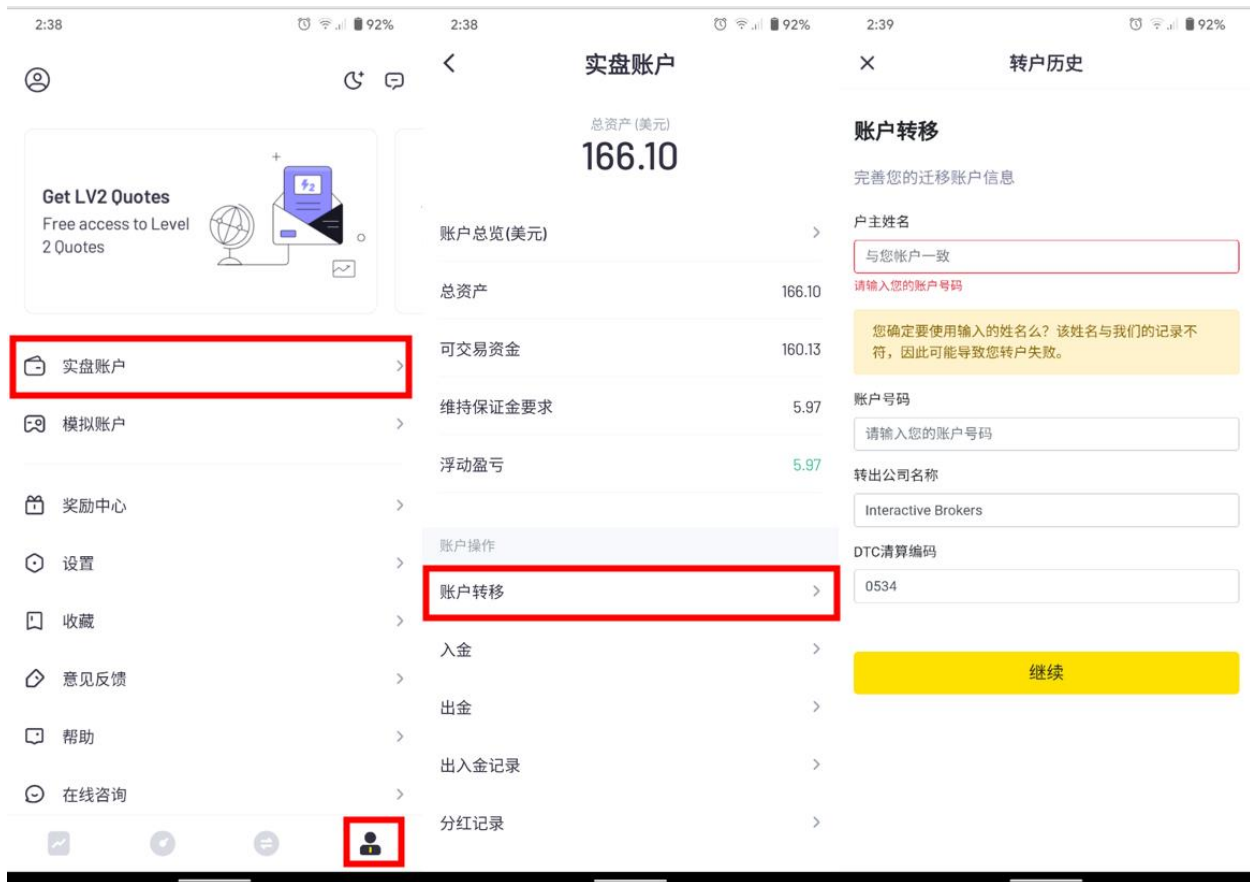 2:38
92%
Get LV2 Quotes
Free access to Level
2 Quotes
实盘账户
模拟账户
奖励中心
设置
收藏
意见反馈
帮助
在线咨询
2:38
92%
实盘账户
总资产 (美元)
166.10
账户总览(美元)
总资产
166.10
可交易资金
160.13
维持保证金要求
5.97
浮动盈亏
5.97
账户操作
账户转移
入金
出金
出入金记录
分红记录
2:39
92%
转户历史
账户转移
完善您的迁移账户信息
户主姓名
与您帐户一致
请输入您的账户号码
您确定要使用输入的姓名么？该姓名与我们的记录不
符，因此可能导致您转户失败。
账户号码
请输入您的账户号码
转出公司名称
Interactive Brokers
DTC清算编码
0534
继续